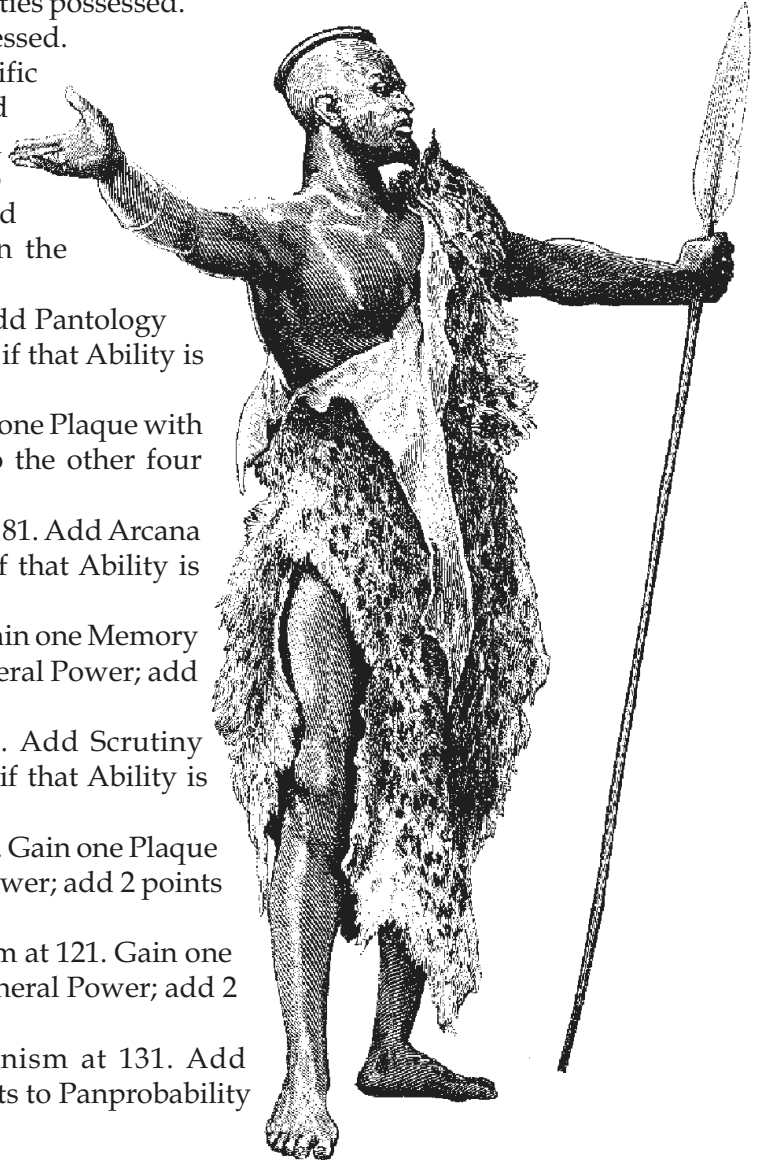 ties possessed.
essed.
ific
d
d
n the
dd Pantology
if that Ability is
one Plaque with
o the other four
81. Add Arcana
f that Ability is
ain one Memory
eral Power; add
. Add Scrutiny
if that Ability is
. Gain one Plaque
wer; add 2 points
m at 121. Gain one
neral Power; add 2
nism at 131. Add
ts to Panprobability